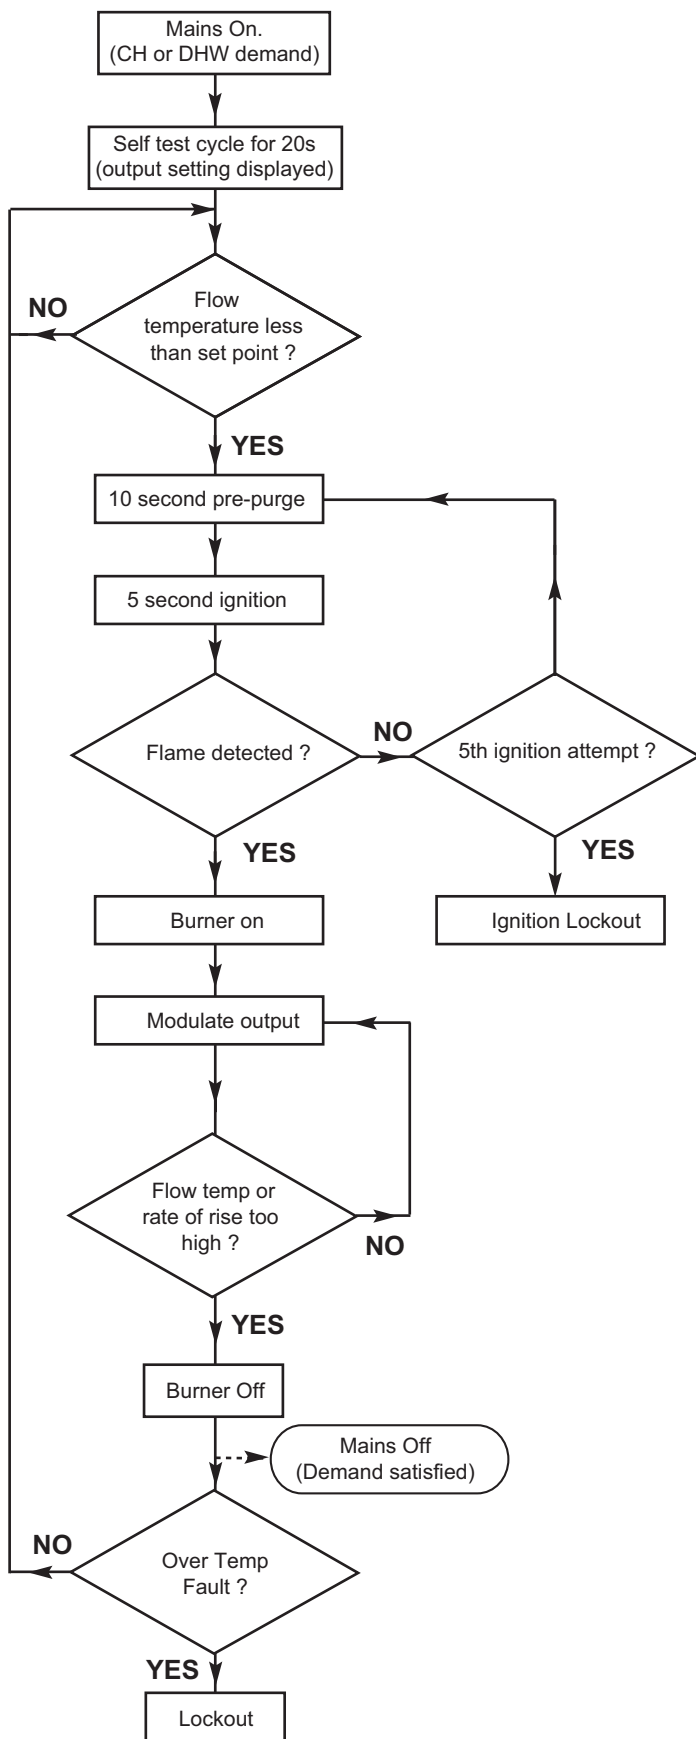 Mains On.
(CH or DHW demand)
Self test cycle for 20s
(output setting displayed)
NO
Flow
temperature less
than set point ?
YES
10 second pre-purge
5 second ignition
Flame detected ?
NO
5th ignition attempt ?
YES
YES
Burner on
Ignition Lockout
Modulate output
Flow temp or
rate of rise too
high ?
NO
YES
Burner Off
Mains Off
(Demand satisfied)
NO
Over Temp
Fault ?
YES
Lockout